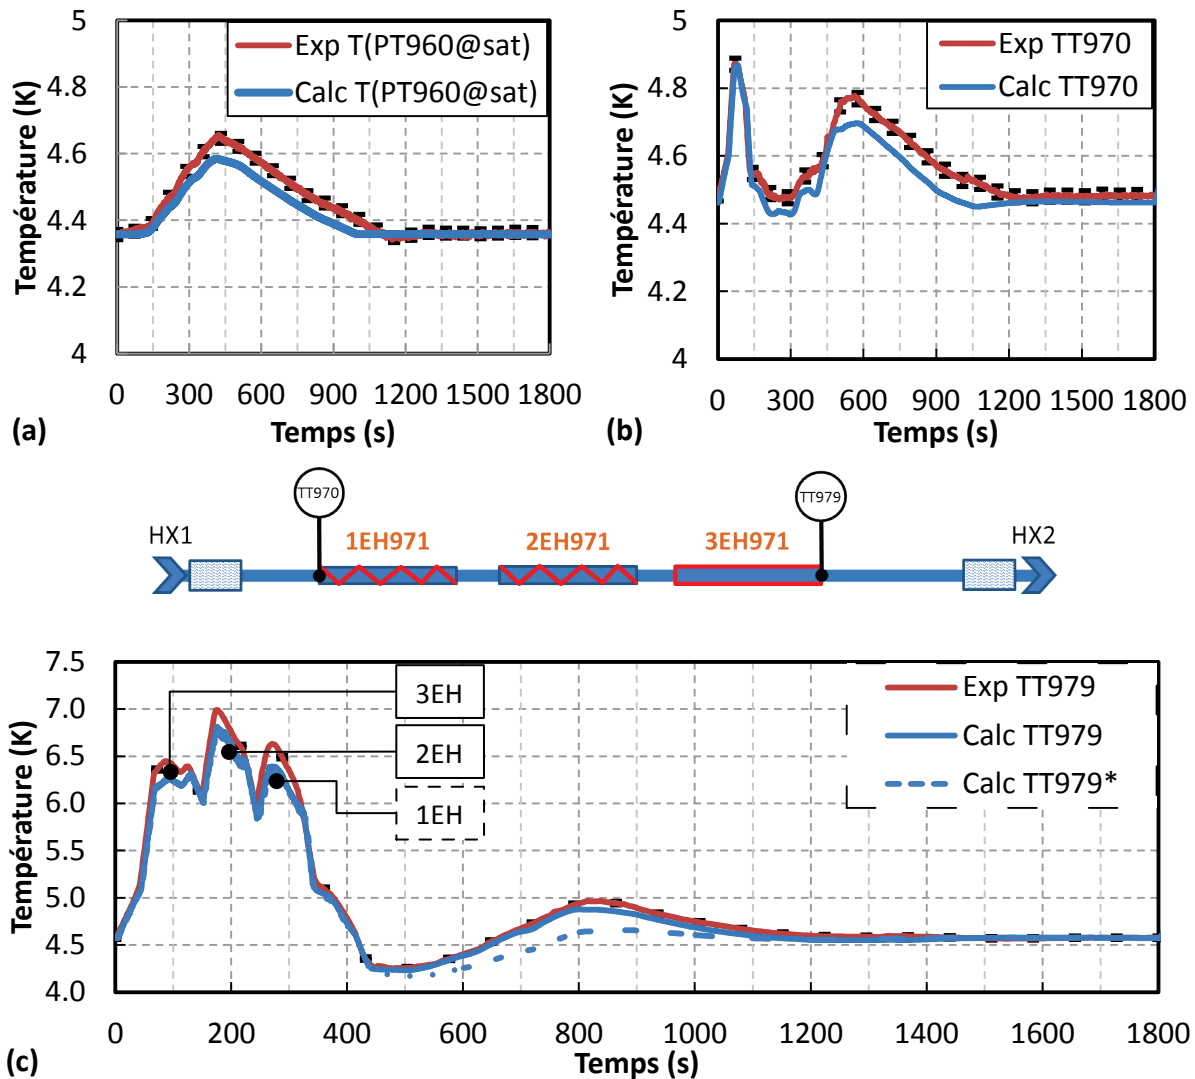 Exp T(PT960@sat)
Calc T(PT960@sat)
Température (K)
5
4.8
4.6
4.4
4.2
4
0 300 600 900 1200 1500 1800
Temps (s)
(a)
Exp TT970
Calc TT970
Température (K)
5
4.8
4.6
4.4
4.2
4
0 300 600 900 1200 1500 1800
Temps (s)
(b)
TT970
TT979
HX1
1EH971
2EH971
3EH971
HX2
Exp TT979
Calc TT979
Calc TT979*
3EH
2EH
1EH
Température (K)
7.5
7.0
6.5
6.0
5.5
5.0
4.5
4.0
0 200 400 600 800 1000 1200 1400 1600 1800
Temps (s)
(c)